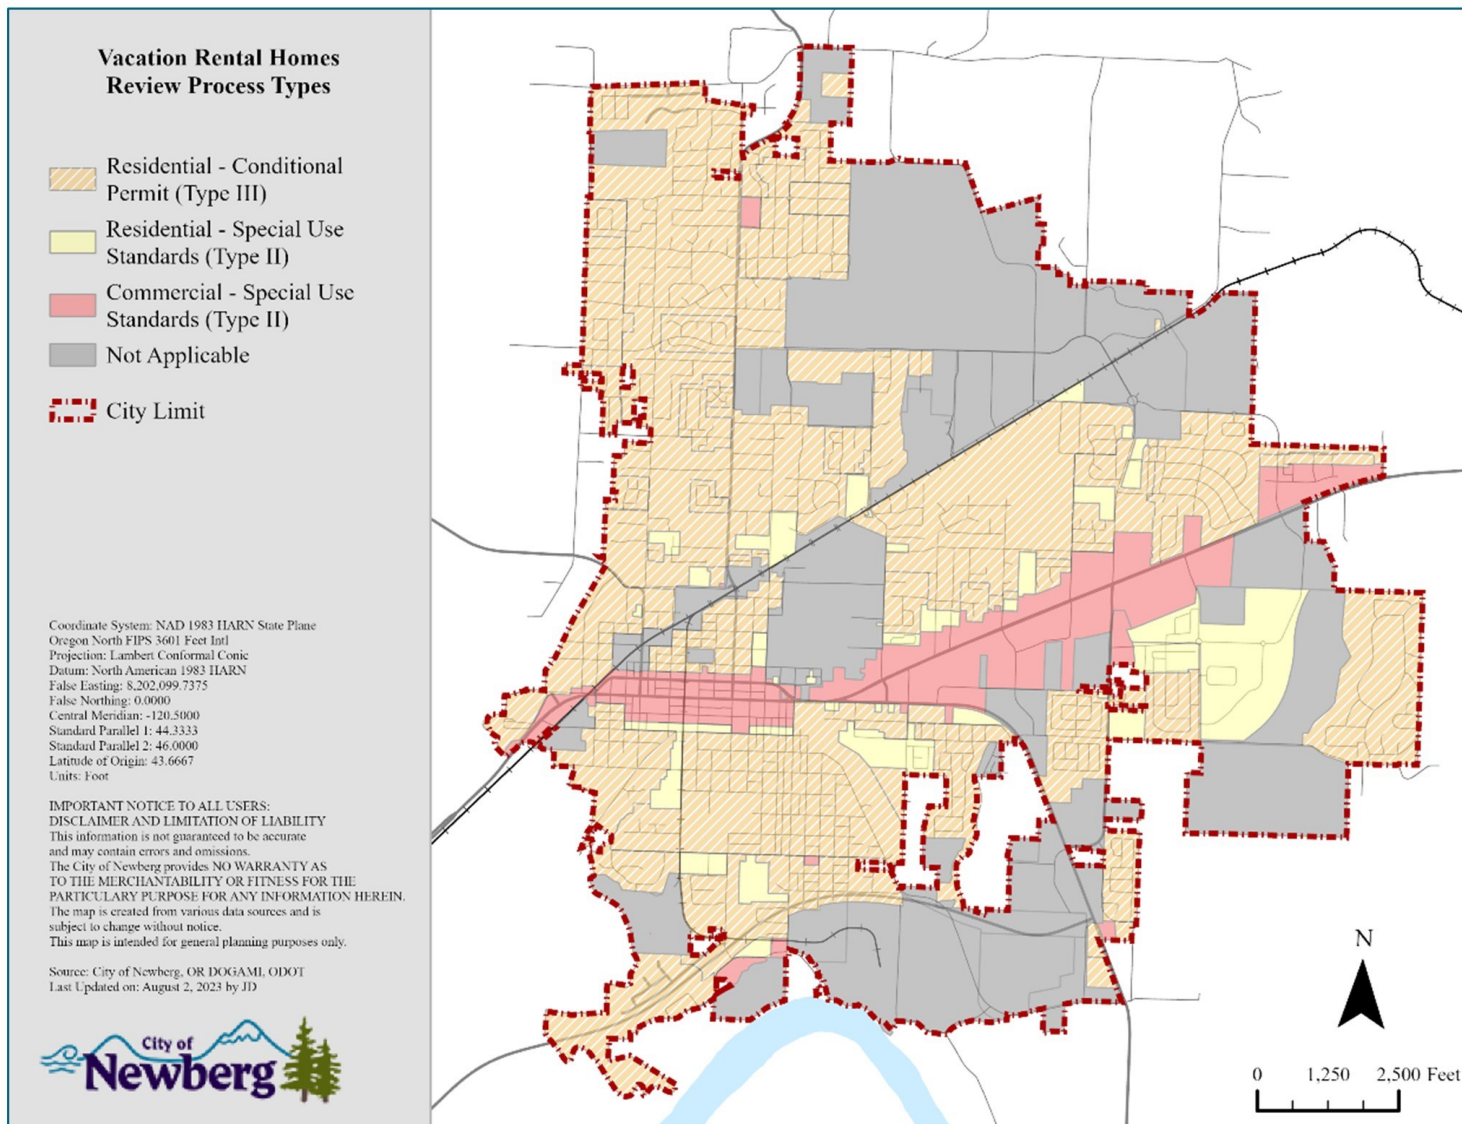 Vacation Rental Homes
Review Process Types
Residential - Conditional
Permit (Type III)
Residential - Special Use
Standards (Type II)
Commercial - Special Use
Standards (Type II)
Not Applicable
City Limit
Coordinate System: NAD 1983 HARN State Plane
Oregon North FIPS 3601 Feet Intl
Projection: Lambert Conformal Conic
Datum: North American 1983 HARN
False Easting: 8,202,099.7375
False Northing: 0.0000
Central Meridian: -120.5000
Standard Parallel 1: 44.3333
Standard Parallel 2: 46.0000
Latitude of Origin: 43.6667
Units: Foot
IMPORTANT NOTICE TO ALL USERS:
DISCLAIMER AND LIMITATION OF LIABILITY
This information is not guaranteed to be accurate
and may contain errors and omissions.
The City of Newberg provides NO WARRANTY AS
TO THE MERCHANTABILITY OR FITNESS FOR THE
PARTICULARY PURPOSE FOR ANY INFORMATION HEREIN.
The map is created from various data sources and is
subject to change without notice.
This map is intended for general planning purposes only.
Source: City of Newberg, OR DOGAMI, ODOT
Last Updated on: August 2, 2023 by JD
City of
Newberg
N
0 1,250 2,500 Feet